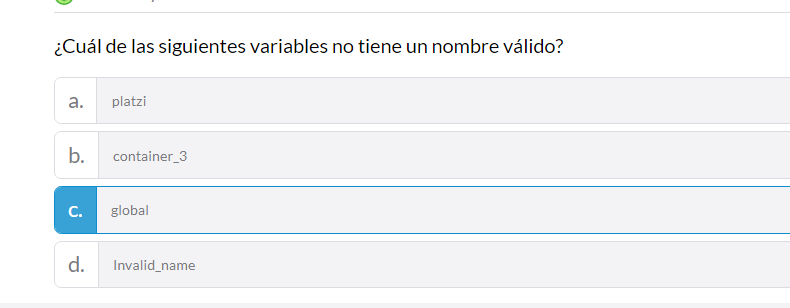 ¿Cuál de las siguientes variables no tiene un nombre válido?
a. platzi
b. container_3
c. global
d. Invalid_name